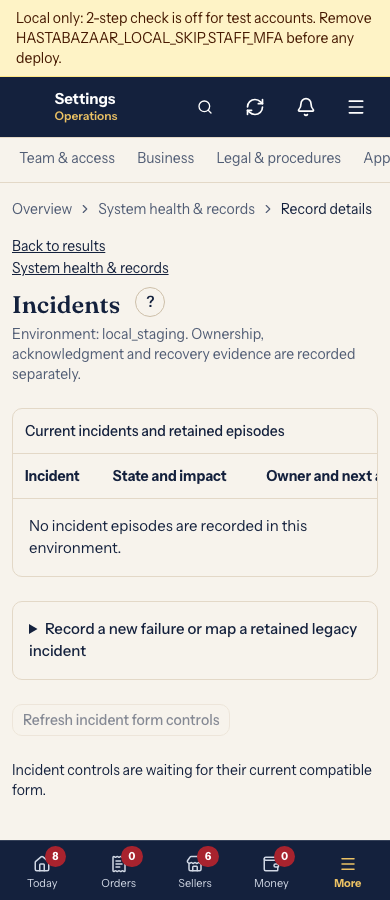 Local only: 2-step check is off for test accounts. Remove
HASTABAZAAR_LOCAL_SKIP_STAFF_MFA before any
deploy.
Settings
Operations
Team & access
Business
Legal & procedures
App
Overview > System health & records > Record details
Back to results
System health & records
Incidents ?
Environment: local_staging. Ownership,
acknowledgment and recovery evidence are recorded
separately.
Current incidents and retained episodes
Incident State and impact Owner and next a
No incident episodes are recorded in this
environment.
▶ Record a new failure or map a retained legacy
incident
Refresh incident form controls
Incident controls are waiting for their current compatible
form.
8 0 6 0
Today Orders Sellers Money More